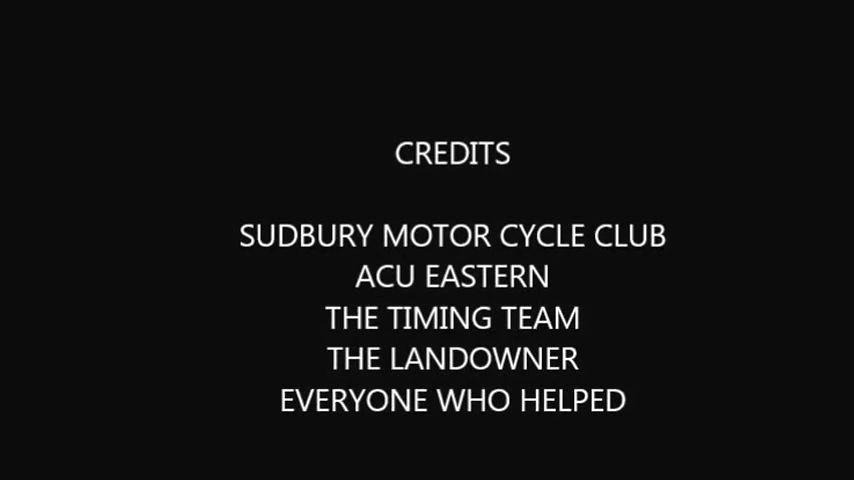 CREDITS
SUDBURY MOTOR CYCLE CLUB
ACU EASTERN
THE TIMING TEAM
THE LANDOWNER
EVERYONE WHO HELPED